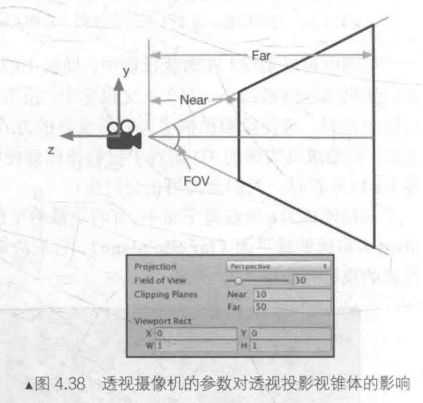 Far
y
Near
z
FOV
Projection Perspective
Field of View 30
Clipping Planes Near 10
Far 50
Viewport Rect
X 0 Y 0
W 1 H 1
▲图 4.38 透视摄像机的参数对透视投影视锥体的影响